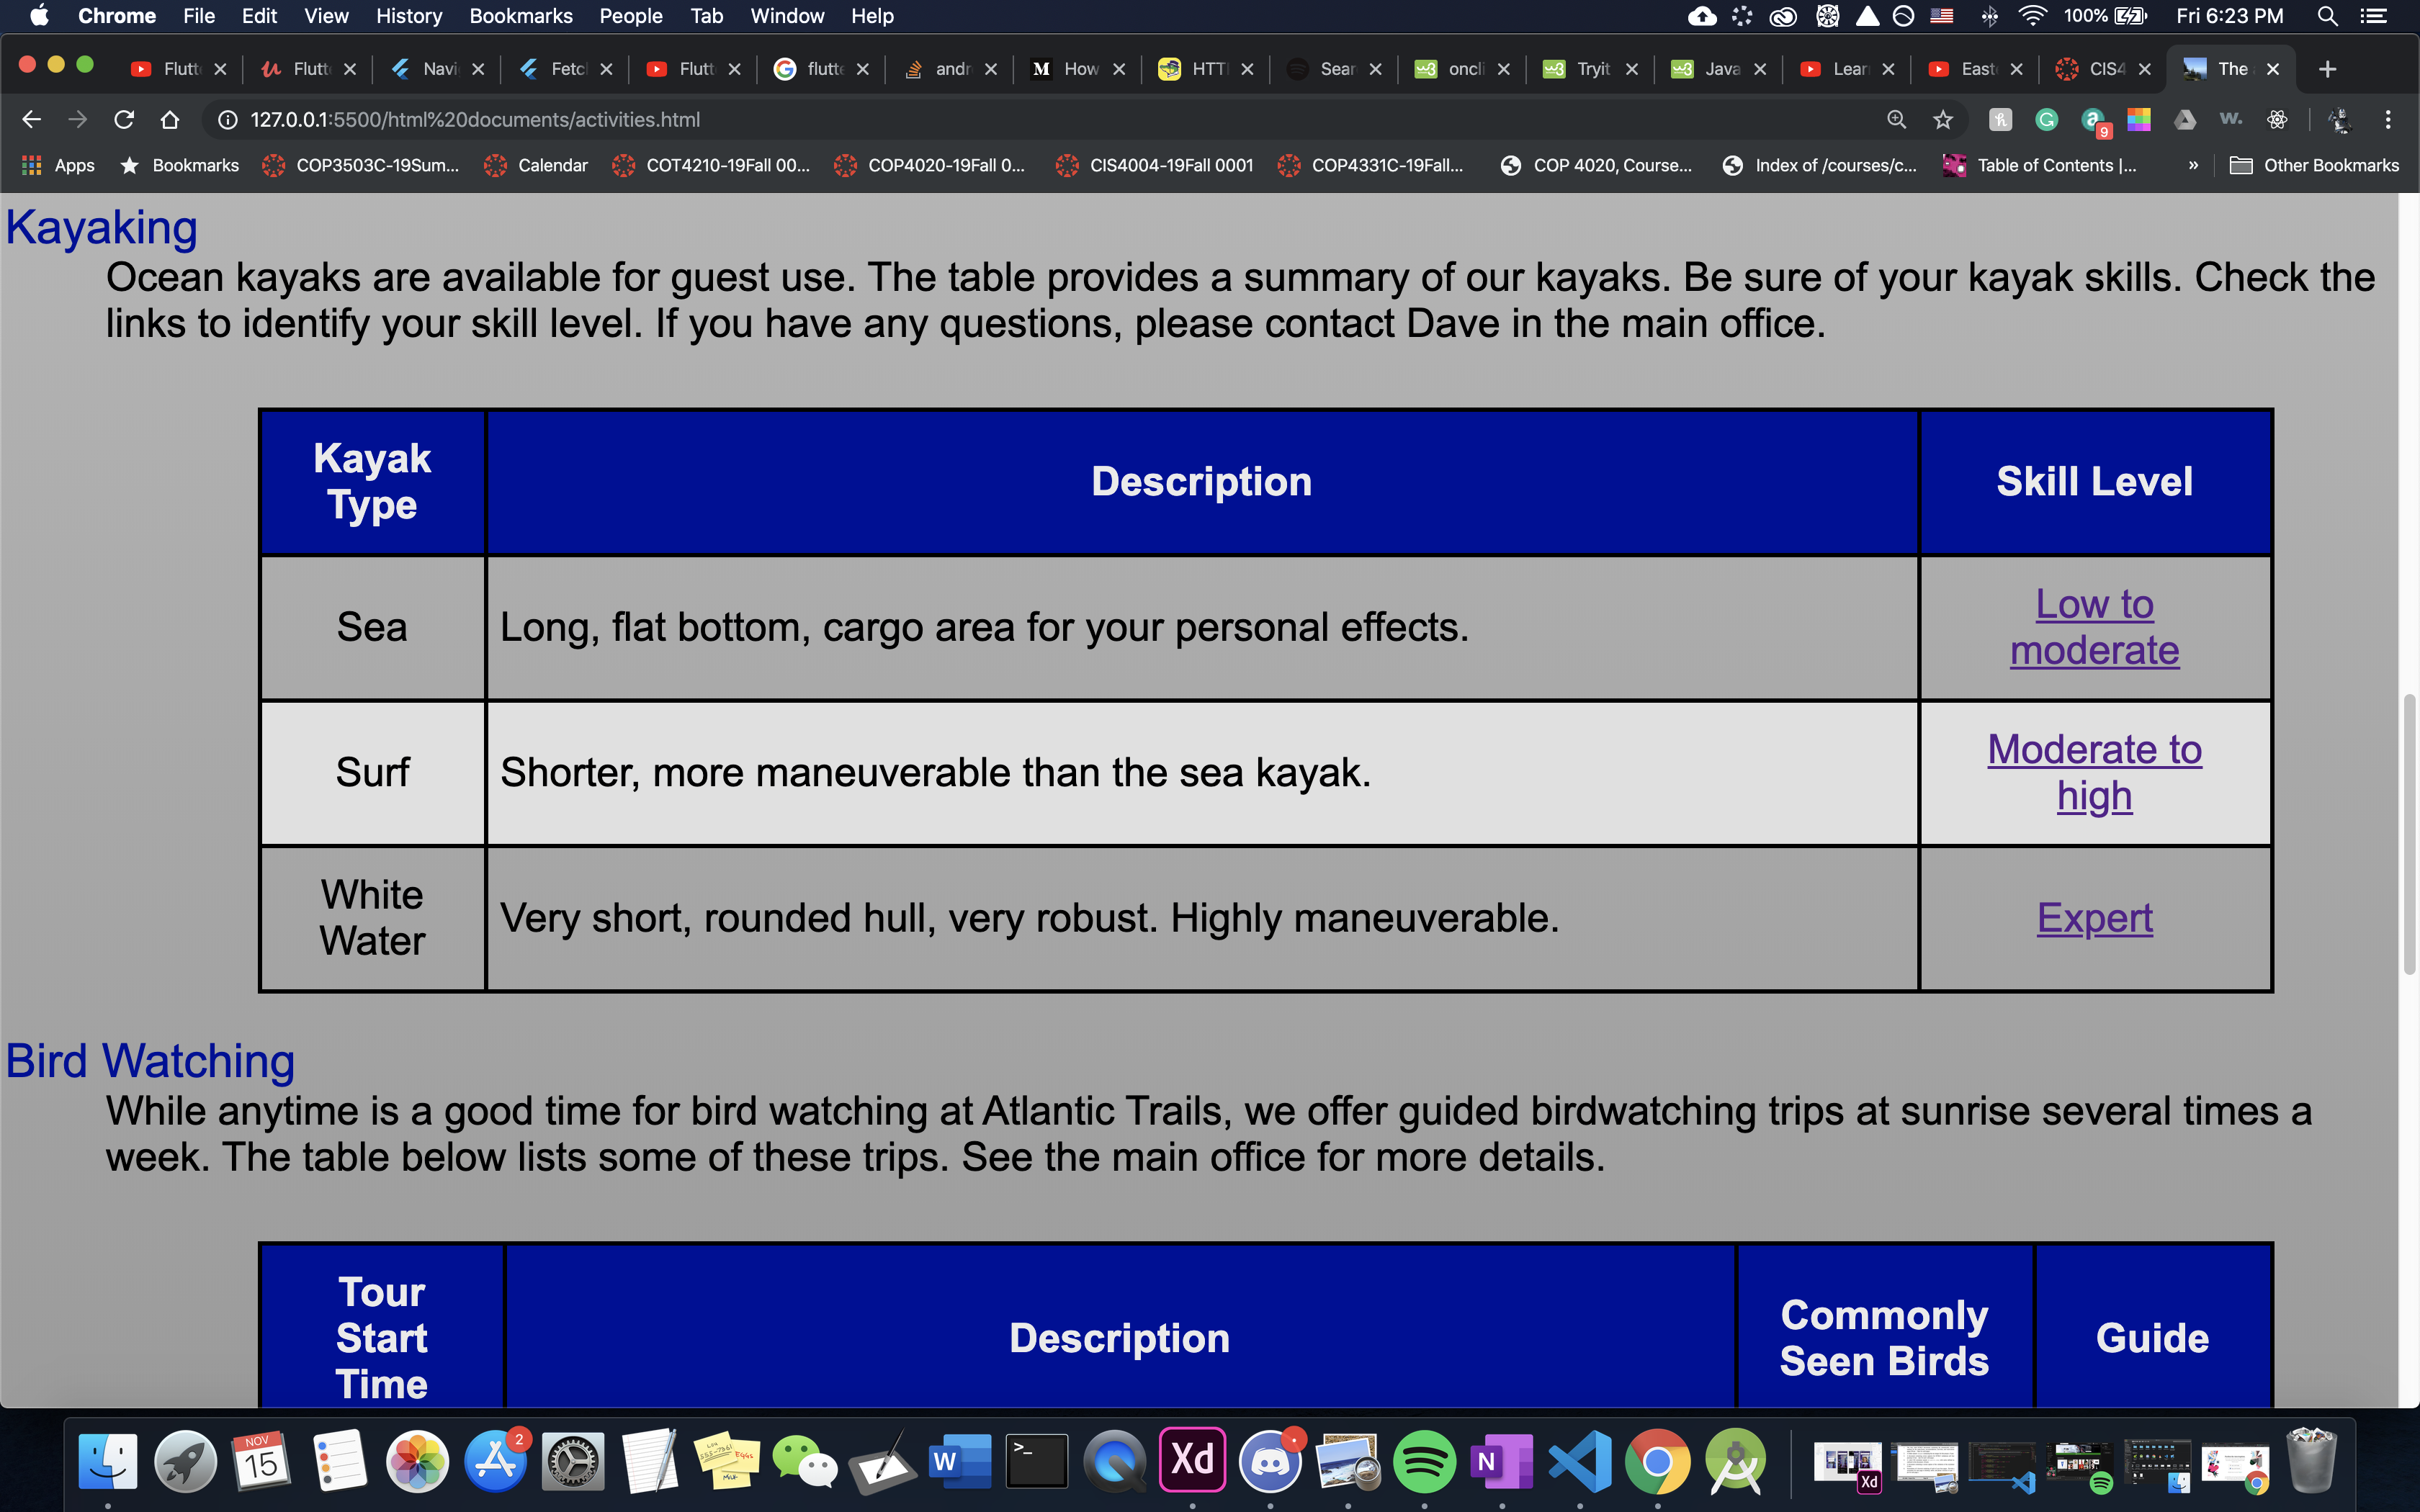 Chrome File Edit View History Bookmarks People Tab Window Help 100% Fri 6:23 PM
Flutt Flutt Navi Fetc Flutt flutte andr How HTT Sear oncli Tryit Java Lear East CIS4 The
127.0.0.1:5500/html%20documents/activities.html 9
Apps Bookmarks COP3503C-19Sum... Calendar COT4210-19Fall 00... COP4020-19Fall 0... CIS4004-19Fall 0001 COP4331C-19Fall... COP 4020, Course... Index of /courses/c... Table of Contents |... » Other Bookmarks
Kayaking
Ocean kayaks are available for guest use. The table provides a summary of our kayaks. Be sure of your kayak skills. Check the
links to identify your skill level. If you have any questions, please contact Dave in the main office.
Kayak
Type
Description
Skill Level
Sea
Long, flat bottom, cargo area for your personal effects.
Low to
moderate
Surf
Shorter, more maneuverable than the sea kayak.
Moderate to
high
White
Water
Very short, rounded hull, very robust. Highly maneuverable.
Expert
Bird Watching
While anytime is a good time for bird watching at Atlantic Trails, we offer guided birdwatching trips at sunrise several times a
week. The table below lists some of these trips. See the main office for more details.
Tour
Start
Time
Description
Commonly
Seen Birds
Guide
NOV
15
2
W
>_
Xd
N
Xd